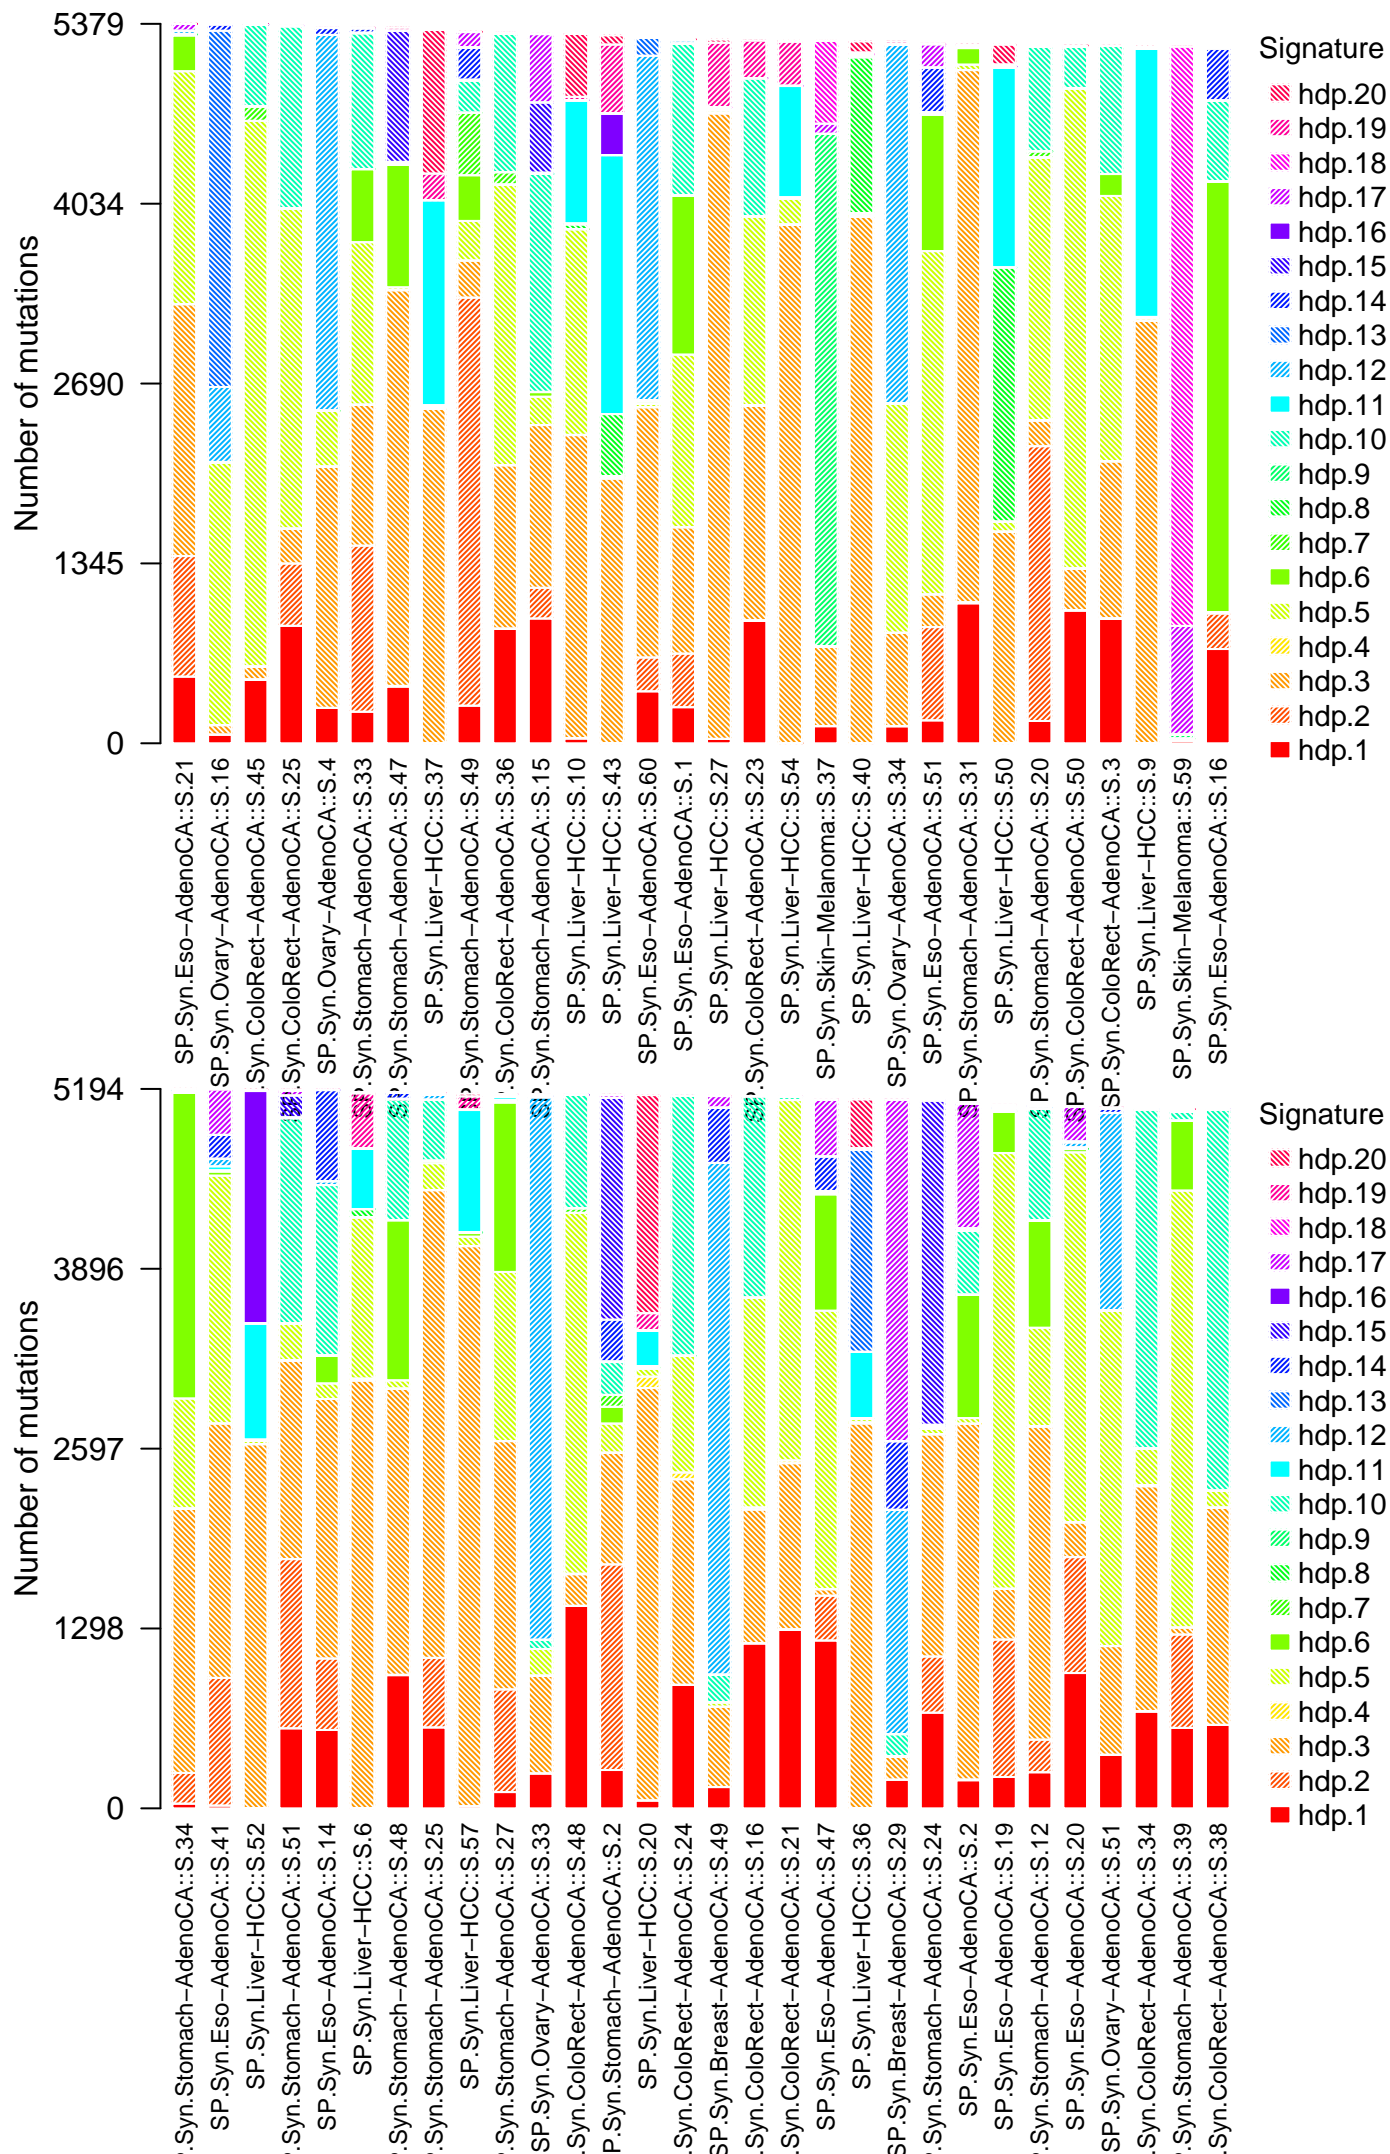 Number of mutations
5379
4034
2690
1345
0
SP.Syn.Eso−AdenoCA::S.21
SP.Syn.Ovary−AdenoCA::S.16
.Syn.ColoRect−AdenoCA::S.45
SP.Syn.ColoRect−AdenoCA::S.25
SP.Syn.Ovary−AdenoCA::S.4
SP.Syn.Stomach−AdenoCA::S.33
SP.Syn.Stomach−AdenoCA::S.47
SP.Syn.Liver−HCC::S.37
SP.Syn.Stomach−AdenoCA::S.49
.Syn.ColoRect−AdenoCA::S.36
SP.Syn.Stomach−AdenoCA::S.15
SP.Syn.Liver−HCC::S.10
SP.Syn.Liver−HCC::S.43
SP.Syn.Eso−AdenoCA::S.60
SP.Syn.Eso−AdenoCA::S.1
SP.Syn.Liver−HCC::S.27
SP.Syn.ColoRect−AdenoCA::S.23
SP.Syn.Liver−HCC::S.54
SP.Syn.Skin−Melanoma::S.37
SP.Syn.Liver−HCC::S.40
SP.Syn.Ovary−AdenoCA::S.34
SP.Syn.Eso−AdenoCA::S.51
SP.Syn.Stomach−AdenoCA::S.31
SP.Syn.Liver−HCC::S.50
SP.Syn.Stomach−AdenoCA::S.20
SP.Syn.ColoRect−AdenoCA::S.50
SP.Syn.ColoRect−AdenoCA::S.3
SP.Syn.Liver−HCC::S.9
SP.Syn.Skin−Melanoma::S.59
SP.Syn.Eso−AdenoCA::S.16
Signature
hdp.20
hdp.19
hdp.18
hdp.17
hdp.16
hdp.15
hdp.14
hdp.13
hdp.12
hdp.11
hdp.10
hdp.9
hdp.8
hdp.7
hdp.6
hdp.5
hdp.4
hdp.3
hdp.2
hdp.1
Number of mutations
5194
3896
2597
1298
0
.Syn.Stomach−AdenoCA::S.34
SP.Syn.Eso−AdenoCA::S.41
SP.Syn.Liver−HCC::S.52
.Syn.Stomach−AdenoCA::S.51
SP.Syn.Eso−AdenoCA::S.14
SP.Syn.Liver−HCC::S.6
.Syn.Stomach−AdenoCA::S.48
.Syn.Stomach−AdenoCA::S.25
SP.Syn.Liver−HCC::S.57
.Syn.Stomach−AdenoCA::S.27
SP.Syn.Ovary−AdenoCA::S.33
.Syn.ColoRect−AdenoCA::S.48
P.Syn.Stomach−AdenoCA::S.2
SP.Syn.Liver−HCC::S.20
.Syn.ColoRect−AdenoCA::S.24
SP.Syn.Breast−AdenoCA::S.49
.Syn.ColoRect−AdenoCA::S.16
.Syn.ColoRect−AdenoCA::S.21
SP.Syn.Eso−AdenoCA::S.47
SP.Syn.Liver−HCC::S.36
SP.Syn.Breast−AdenoCA::S.29
.Syn.Stomach−AdenoCA::S.24
SP.Syn.Eso−AdenoCA::S.2
SP.Syn.Eso−AdenoCA::S.19
.Syn.Stomach−AdenoCA::S.12
SP.Syn.Eso−AdenoCA::S.20
SP.Syn.Ovary−AdenoCA::S.51
.Syn.ColoRect−AdenoCA::S.34
.Syn.Stomach−AdenoCA::S.39
.Syn.ColoRect−AdenoCA::S.38
Signature
hdp.20
hdp.19
hdp.18
hdp.17
hdp.16
hdp.15
hdp.14
hdp.13
hdp.12
hdp.11
hdp.10
hdp.9
hdp.8
hdp.7
hdp.6
hdp.5
hdp.4
hdp.3
hdp.2
hdp.1